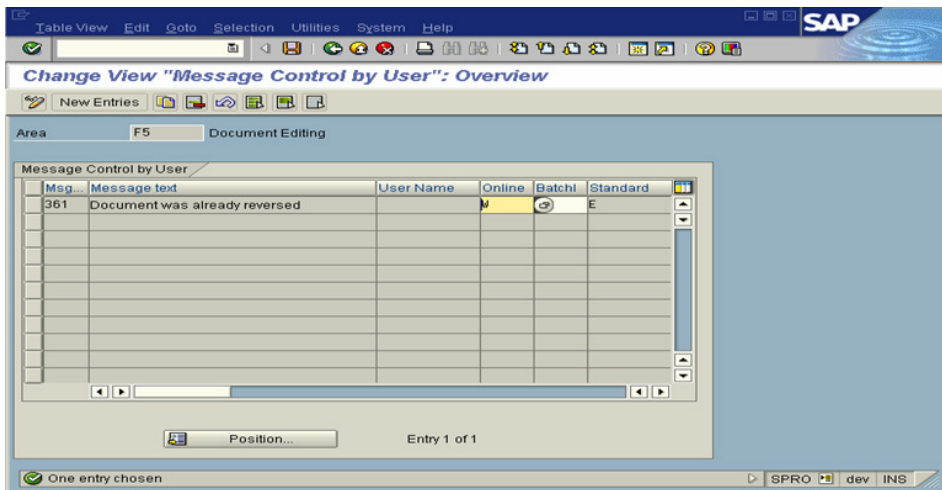 Table View Edit Goto Selection Utilities System Help
SAP
Change View "Message Control by User": Overview
New Entries
Area F5 Document Editing
Message Control by User
Msg... Message text User Name Online BatchI Standard
361 Document was already reversed W E
Position... Entry 1 of 1
One entry chosen SPRO dev INS